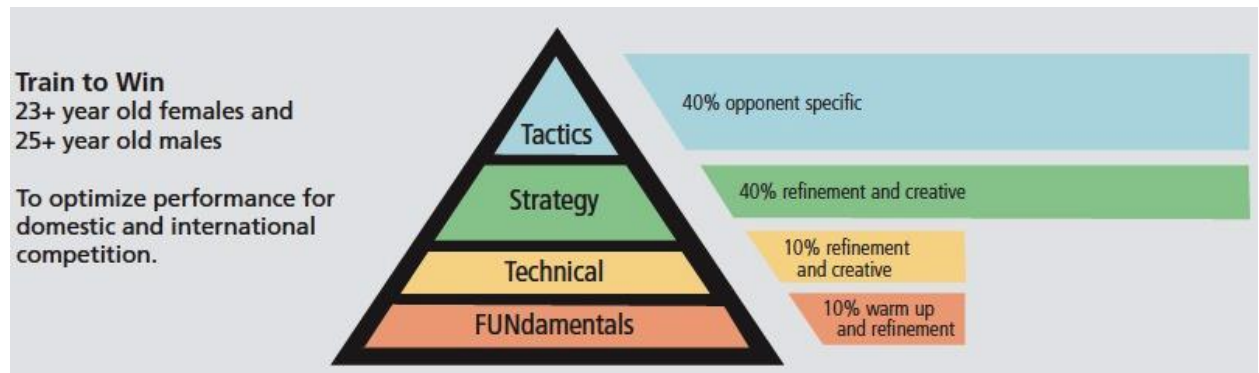 Train to Win
23+ year old females and
25+ year old males
To optimize performance for
domestic and international
competition.
Tactics
40% opponent specific
Strategy
40% refinement and creative
Technical
10% refinement
and creative
FUNdamentals
10% warm up
and refinement